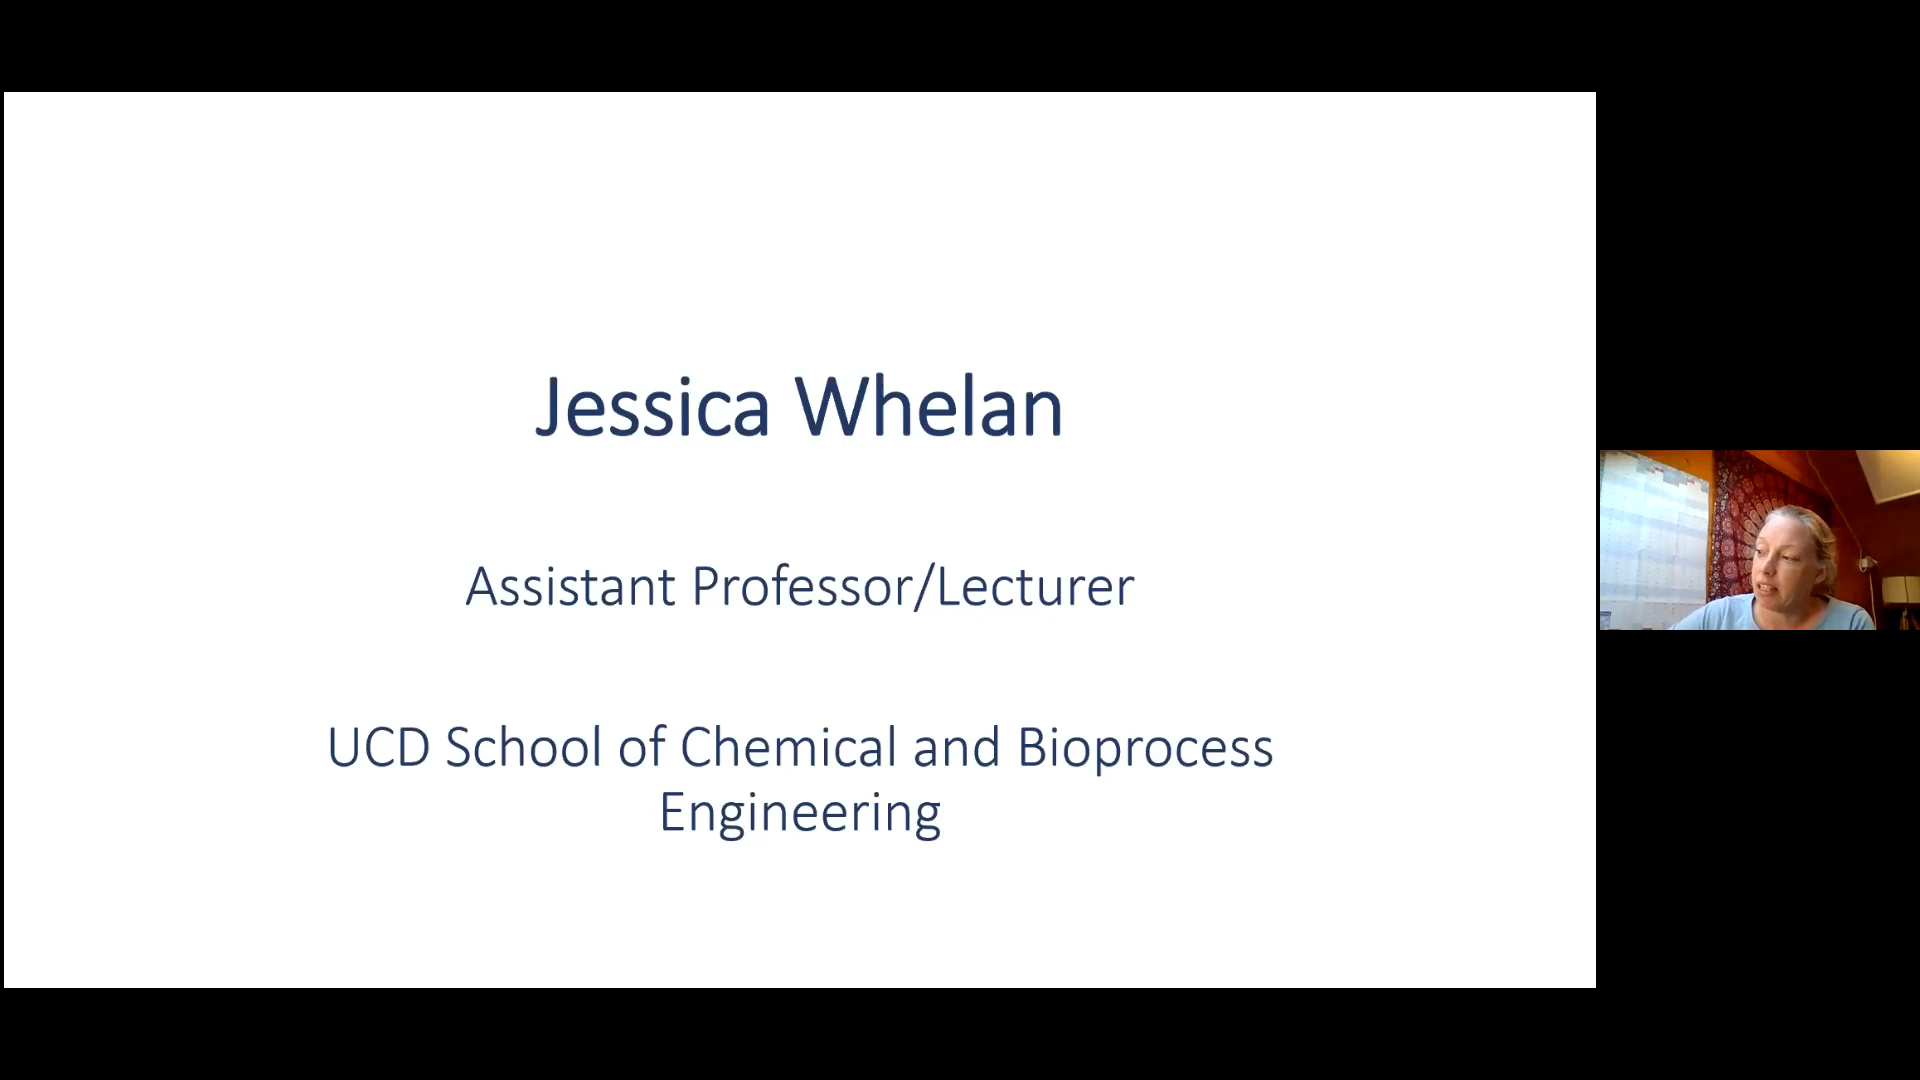 Jessica Whelan
Assistant Professor/Lecturer
UCD School of Chemical and Bioprocess
Engineering